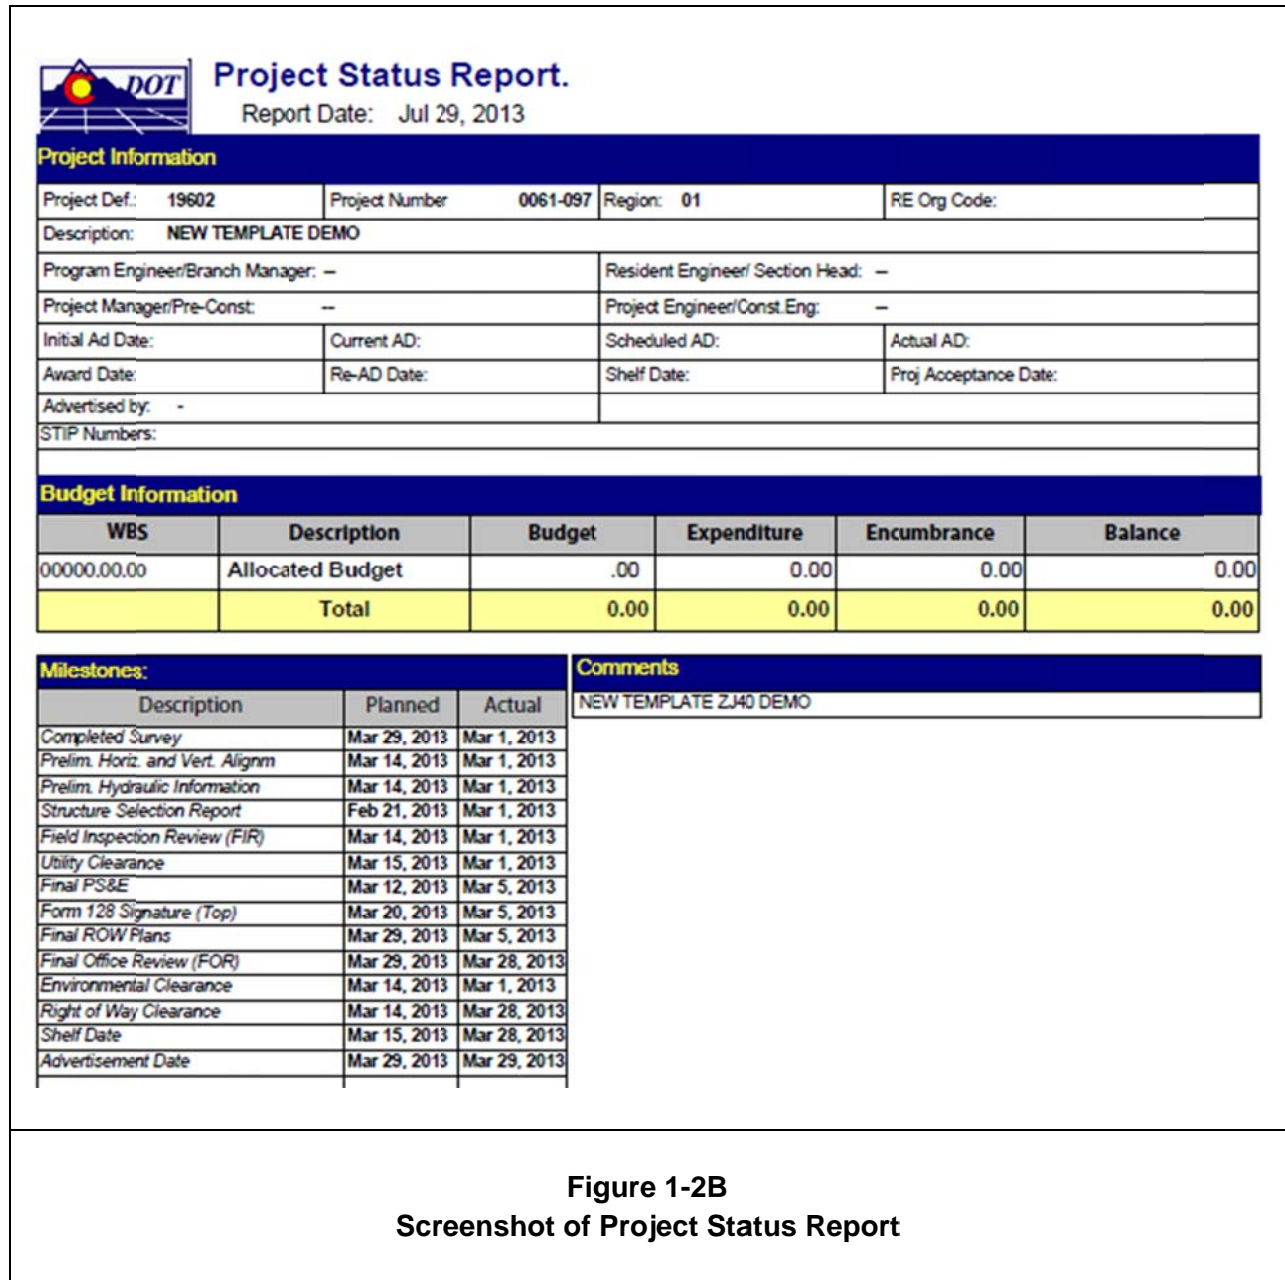 DOT
Project Status Report.
Report Date: Jul 29, 2013
Project Information
Project Def.: 19602 Project Number 0061-097 Region: 01 RE Org Code:
Description: NEW TEMPLATE DEMO
Program Engineer/Branch Manager: -- Resident Engineer/ Section Head: --
Project Manager/Pre-Const: -- Project Engineer/Const.Eng: --
Initial Ad Date: Current AD: Scheduled AD: Actual AD:
Award Date: Re-AD Date: Shelf Date: Proj Acceptance Date:
Advertised by: -
STIP Numbers:
Budget Information
WBS Description Budget Expenditure Encumbrance Balance
00000.00.00 Allocated Budget .00 0.00 0.00 0.00
Total 0.00 0.00 0.00 0.00
Milestones:
Description Planned Actual
Completed Survey Mar 29, 2013 Mar 1, 2013
Prelim. Horiz. and Vert. Alignm Mar 14, 2013 Mar 1, 2013
Prelim. Hydraulic Information Mar 14, 2013 Mar 1, 2013
Structure Selection Report Feb 21, 2013 Mar 1, 2013
Field Inspection Review (FIR) Mar 14, 2013 Mar 1, 2013
Utility Clearance Mar 15, 2013 Mar 1, 2013
Final PS&E Mar 12, 2013 Mar 5, 2013
Form 128 Signature (Top) Mar 20, 2013 Mar 5, 2013
Final ROW Plans Mar 29, 2013 Mar 5, 2013
Final Office Review (FOR) Mar 29, 2013 Mar 28, 2013
Environmental Clearance Mar 14, 2013 Mar 1, 2013
Right of Way Clearance Mar 14, 2013 Mar 28, 2013
Shelf Date Mar 15, 2013 Mar 28, 2013
Advertisement Date Mar 29, 2013 Mar 29, 2013
Comments
NEW TEMPLATE ZJ40 DEMO
Figure 1-2B
Screenshot of Project Status Report